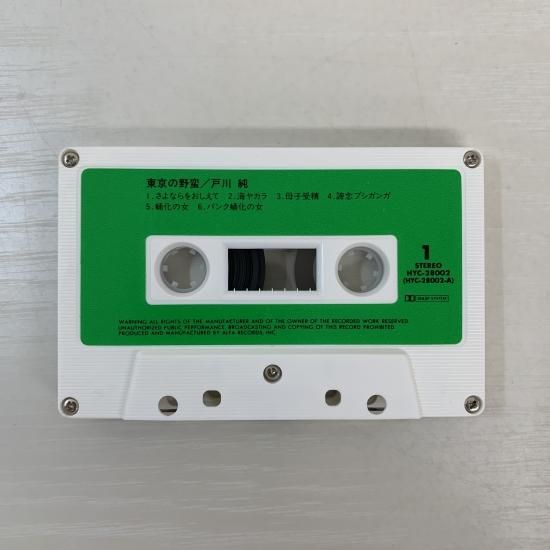 東京の野蛮／戸川 純
1. さよならをおしえて 2. 海ヤカラ 3. 母子受精 4. 諦念プシガンガ
5. 蛹化の女 6. パンク蛹化の女
1
STEREO
HYC-28002
(HYC-28002-A)
DOLBY SYSTEM
WARNING: ALL RIGHTS OF THE MANUFACTURER AND OF THE OWNER OF THE RECORDED WORK RESERVED.
UNAUTHORIZED PUBLIC PERFORMANCE, BROADCASTING AND COPYING OF THIS RECORD PROHIBITED.
PRODUCED AND MANUFACTURED BY ALFA RECORDS, INC.